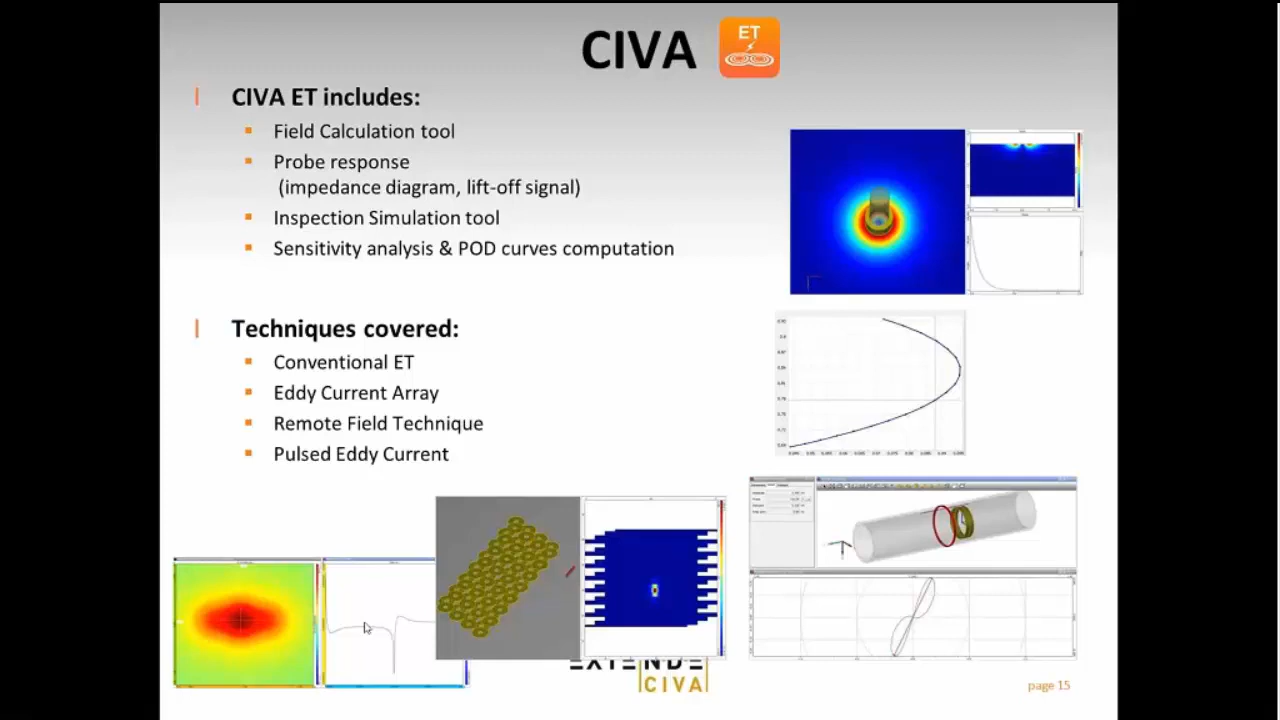 CIVA
ET
CIVA ET includes:
Field Calculation tool
Probe response
(impedance diagram, lift-off signal)
Inspection Simulation tool
Sensitivity analysis & POD curves computation
Techniques covered:
Conventional ET
Eddy Current Array
Remote Field Technique
Pulsed Eddy Current
EXTENDE
CIVA
page 15